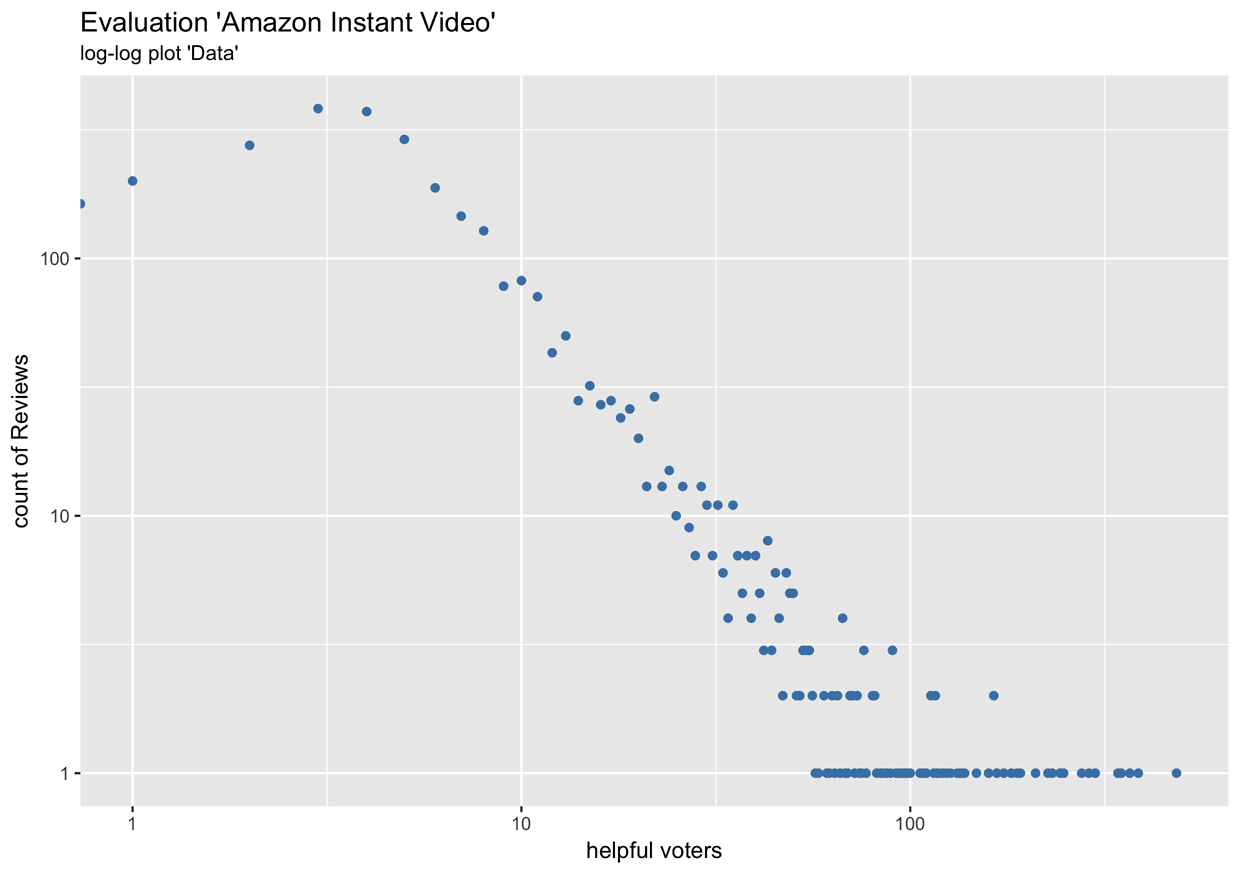 Evaluation 'Amazon Instant Video'
log-log plot 'Data'
100
10
1
count of Reviews
1
10
100
helpful voters